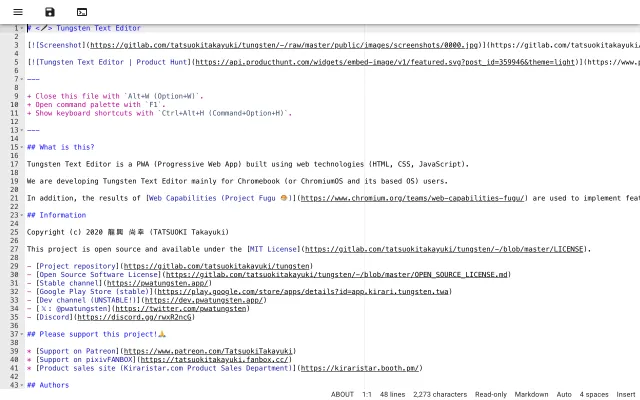 1 # <🖊> Tungsten Text Editor
2
3 [![Screenshot](https://gitlab.com/tatsuokitakayuki/tungsten/-/raw/master/public/images/screenshots/0000.jpg)](https://gitlab.com/tatsuokitakayuki/
4
5 [![Tungsten Text Editor | Product Hunt](https://api.producthunt.com/widgets/embed-image/v1/featured.svg?post_id=359946&theme=light)](https://www.p
6
7 ---
8
9 + Close this file with `Alt+W (Option+W)`.
10 + Open command palette with `F1`.
11 + Show keyboard shortcuts with `Ctrl+Alt+H (Command+Option+H)`.
12
13 ---
14
15 ## What is this?
16
17 Tungsten Text Editor is a PWA (Progressive Web App) built using web technologies (HTML, CSS, JavaScript).
18
19 We are developing Tungsten Text Editor mainly for Chromebook (or ChromiumOS and its based OS) users.
20
21 In addition, the results of [Web Capabilities (Project Fugu 🐡)](https://www.chromium.org/teams/web-capabilities-fugu/) are used to implement feat
22
23 ## Information
24
25 Copyright (c) 2020 龍興 尚幸 (TATSUOKI Takayuki)
26
27 This project is open source and available under the [MIT License](https://gitlab.com/tatsuokitakayuki/tungsten/-/blob/master/LICENSE).
28
29 - [Project repository](https://gitlab.com/tatsuokitakayuki/tungsten)
30 - [Open Source Software License](https://gitlab.com/tatsuokitakayuki/tungsten/-/blob/master/OPEN_SOURCE_LICENSE.md)
31 - [Stable channel](https://pwatungsten.app/)
32 - [Google Play Store (stable)](https://play.google.com/store/apps/details?id=app.kirari.tungsten.twa)
33 - [Dev channel (UNSTABLE!)](https://dev.pwatungsten.app/)
34 - [𝕏: @pwatungsten](https://twitter.com/pwatungsten)
35 - [Discord](https://discord.gg/rwxR2ncG)
36
37 ## Please support this project!🙏
38
39 * [Support on Patreon](https://www.patreon.com/TatsuokiTakayuki)
40 * [Support on pixivFANBOX](https://tatsuokitakayuki.fanbox.cc/)
41 * [Product sales site (Kiraristar.com Product Sales Department)](https://kiraristar.booth.pm/)
42
43 ## Authors
ABOUT 1:1 48 lines 2,273 characters Read-only Markdown Auto 4 spaces Insert